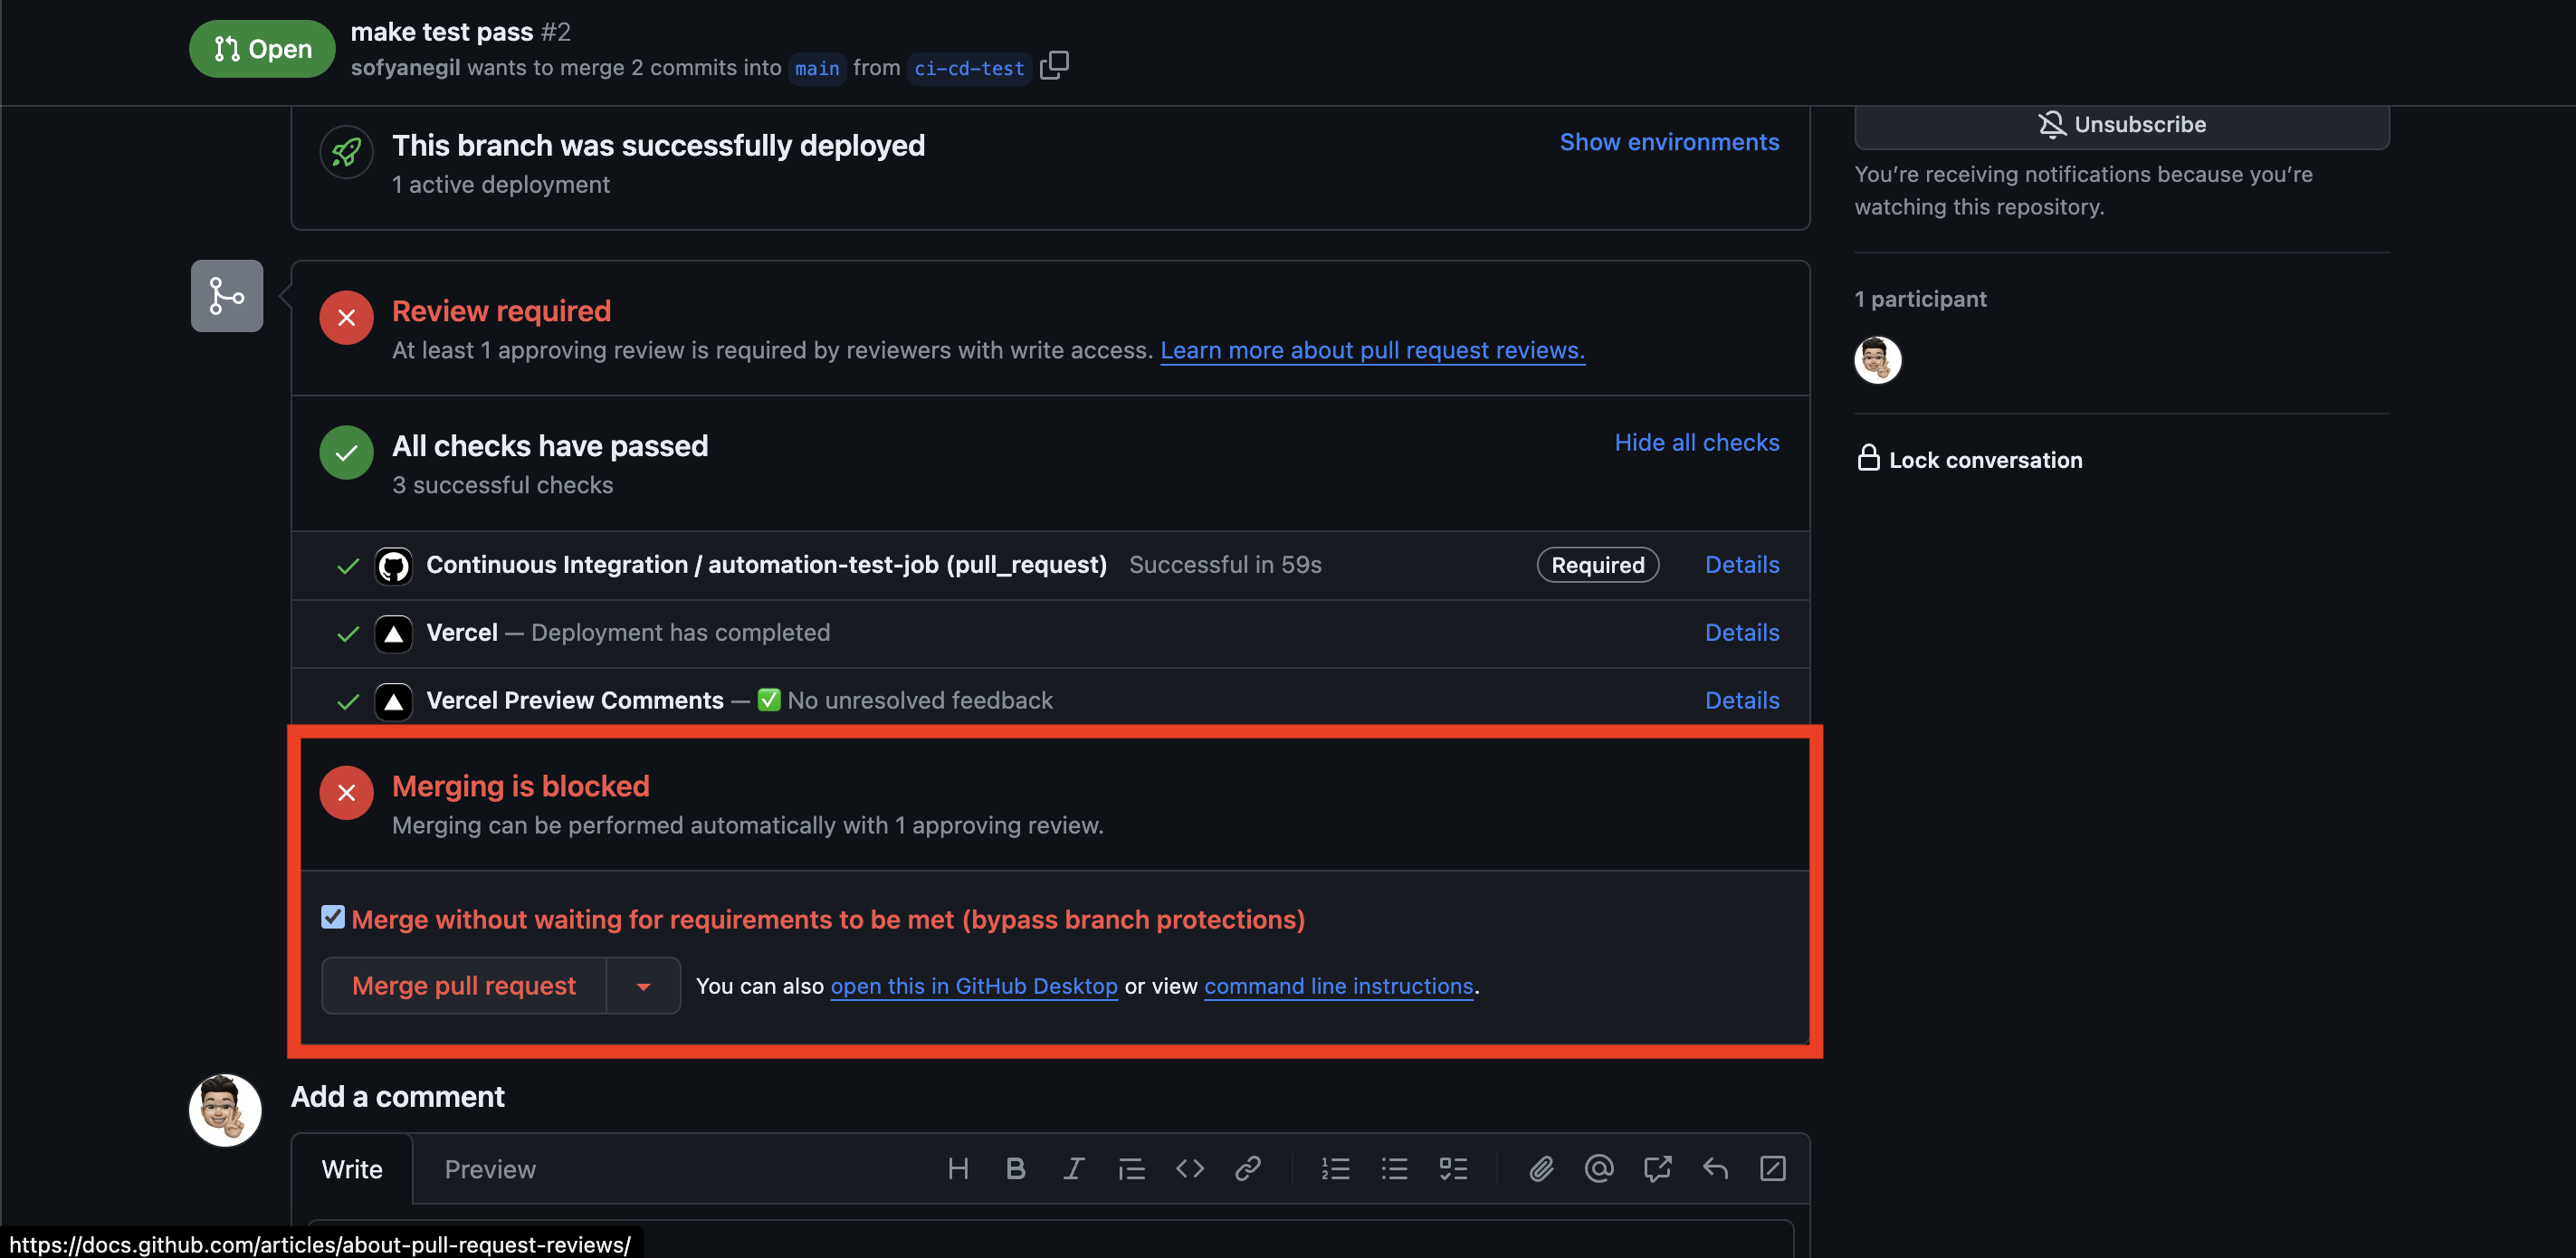 Open
make test pass #2
sofyanegil wants to merge 2 commits into main from ci-cd-test
This branch was successfully deployed
Show environments
1 active deployment
Unsubscribe
You’re receiving notifications because you’re
watching this repository.
Review required
At least 1 approving review is required by reviewers with write access. Learn more about pull request reviews.
1 participant
All checks have passed
Hide all checks
3 successful checks
Lock conversation
Continuous Integration / automation-test-job (pull_request) Successful in 59s Required Details
Vercel — Deployment has completed Details
Vercel Preview Comments — ✅ No unresolved feedback Details
Merging is blocked
Merging can be performed automatically with 1 approving review.
Merge without waiting for requirements to be met (bypass branch protections)
Merge pull request You can also open this in GitHub Desktop or view command line instructions.
Add a comment
Write Preview
https://docs.github.com/articles/about-pull-request-reviews/